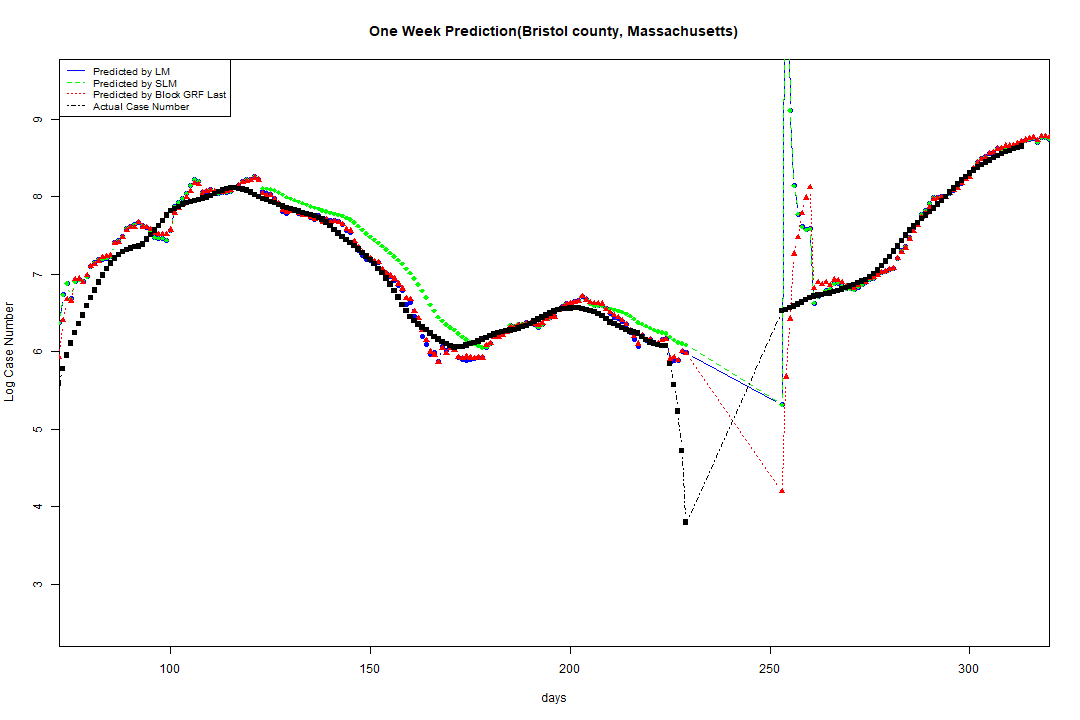 One Week Prediction(Bristol county, Massachusetts)
Predicted by LM
Predicted by SLM
Predicted by Block GRF Last
Actual Case Number
9
8
7
6
5
4
3
Log Case Number
100 150 200 250 300
days